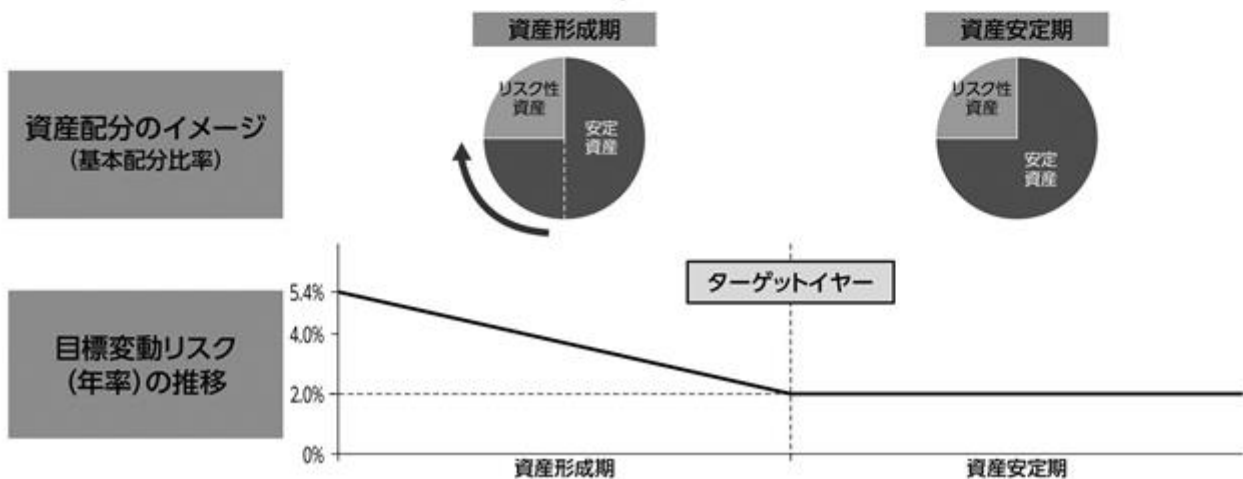 資産形成期
資産安定期
資産配分のイメージ
(基本配分比率)
リスク性
資産
安定
資産
リスク性
資産
安定
資産
ターゲットイヤー
目標変動リスク
(年率)の推移
5.4%
4.0%
2.0%
0%
資産形成期
資産安定期